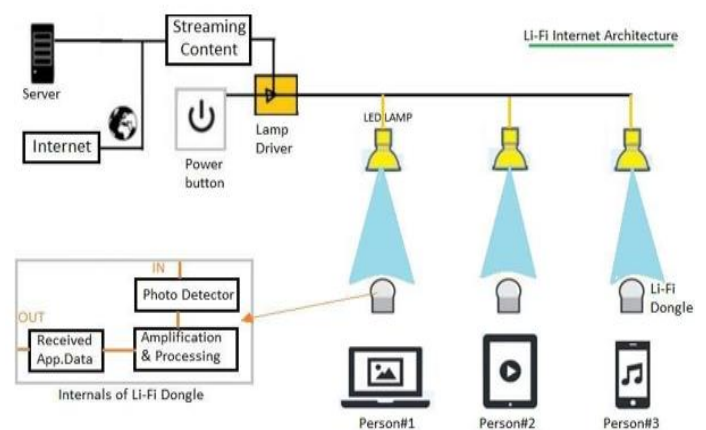 Streaming
Content
Li-Fi Internet Architecture
Server
Internet
Power
button
Lamp
Driver
LED LAMP
IN
Photo Detector
OUT
Received
App.Data
Amplification
& Processing
Internals of Li-Fi Dongle
Li-Fi
Dongle
Person#1
Person#2
Person#3